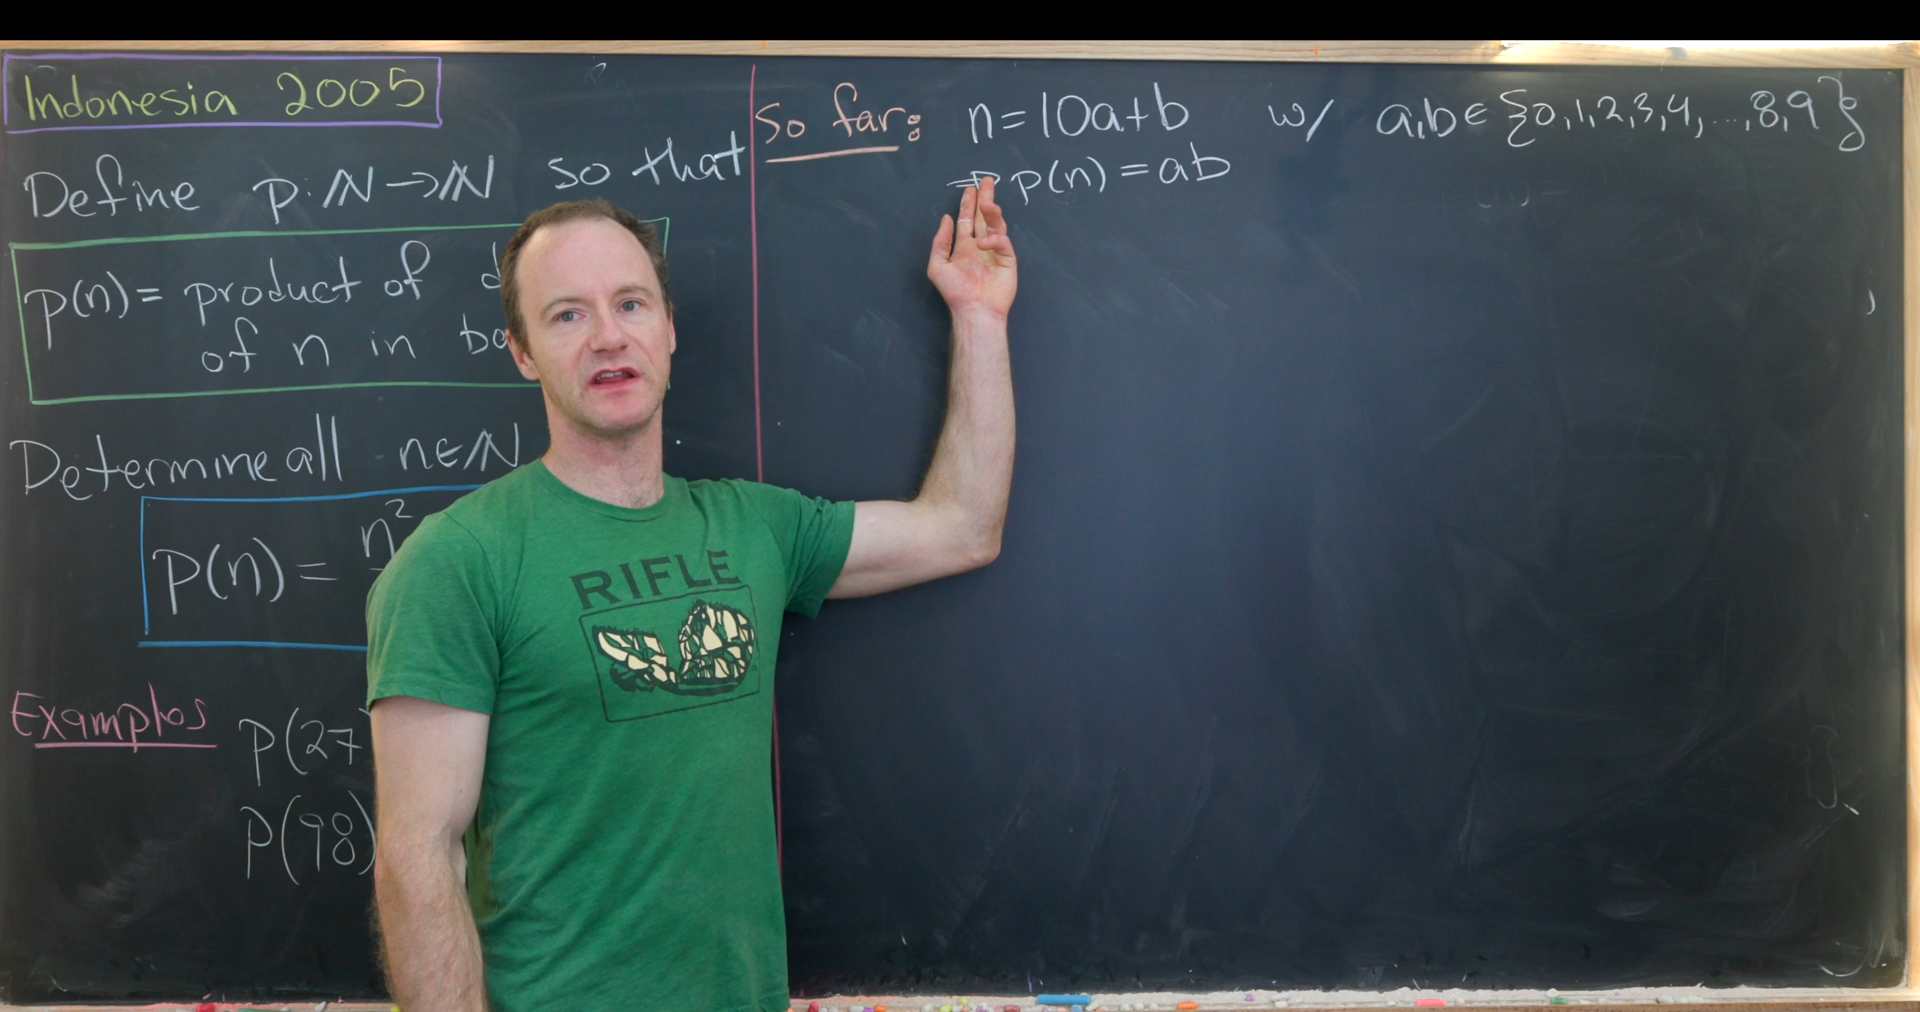 Indonesia 2005
Define p: ℕ → ℕ so that
p(n) = product of
of n in
Determine all n ∈ ℕ
p(n) = n²
Examples p(27
p(98)
So far: n = 10a + b w/ a,b ∈ {0,1,2,3,4,...,8,9}
⇒ p(n) = ab
RIFLE